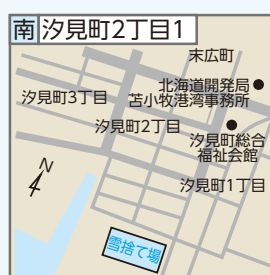 南 汐見町2丁目1
末広町
北海道開発局
苫小牧港湾事務所
汐見町3丁目
汐見町2丁目
汐見町総合
福祉会館
汐見町1丁目
N
雪捨て場